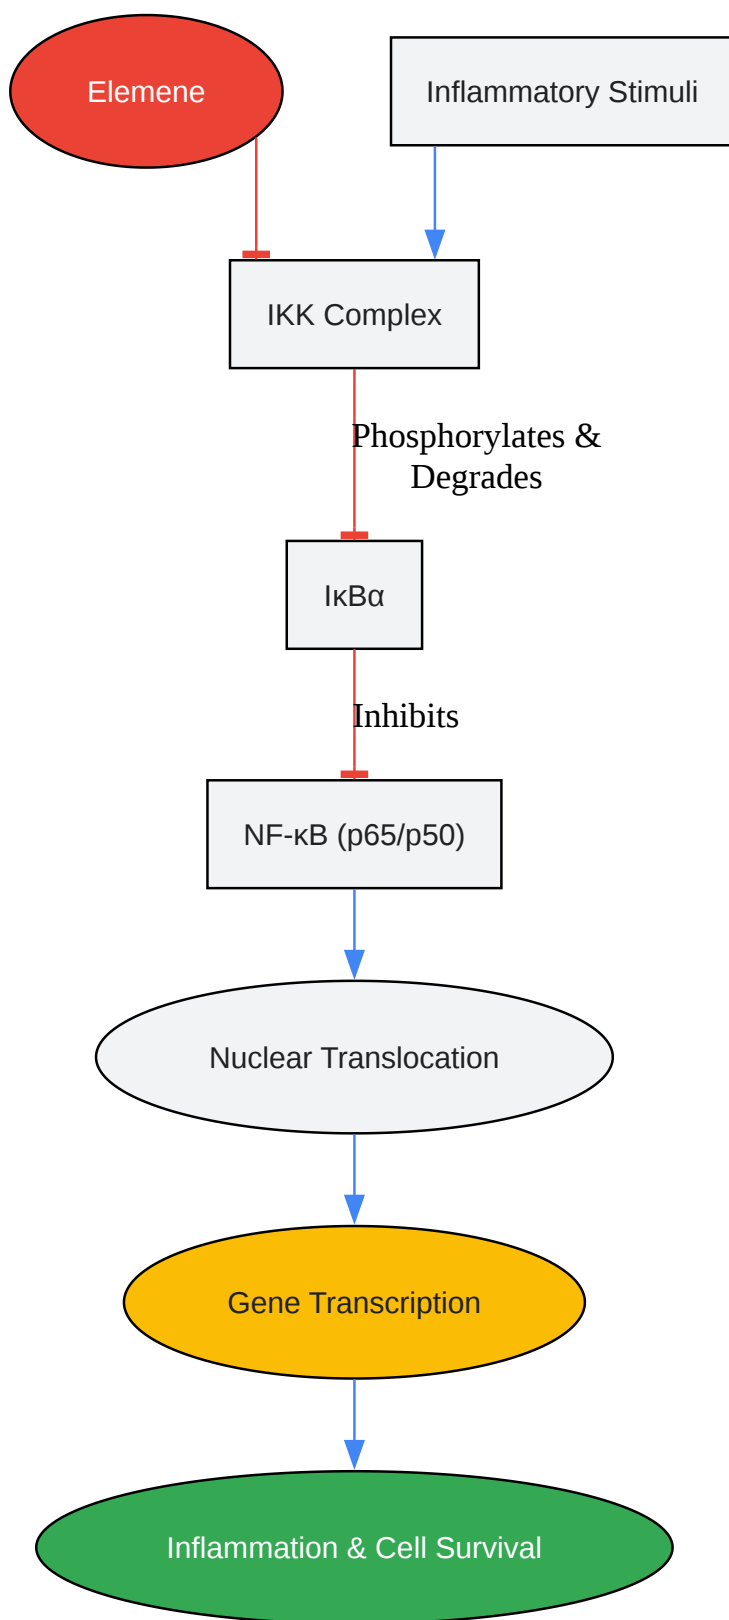 Elemene
Inflammatory Stimuli
IKK Complex
Phosphorylates &
Degrades
IκBα
Inhibits
NF-κB (p65/p50)
Nuclear Translocation
Gene Transcription
Inflammation & Cell Survival